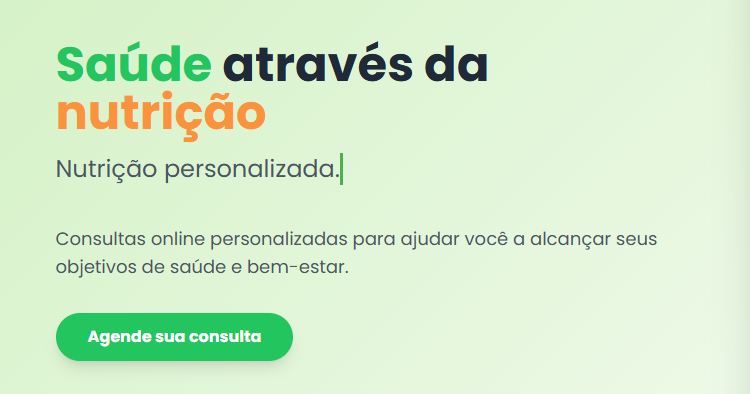 Saúde através da
nutrição
Nutrição personalizada.
Consultas online personalizadas para ajudar você a alcançar seus
objetivos de saúde e bem-estar.
Agende sua consulta